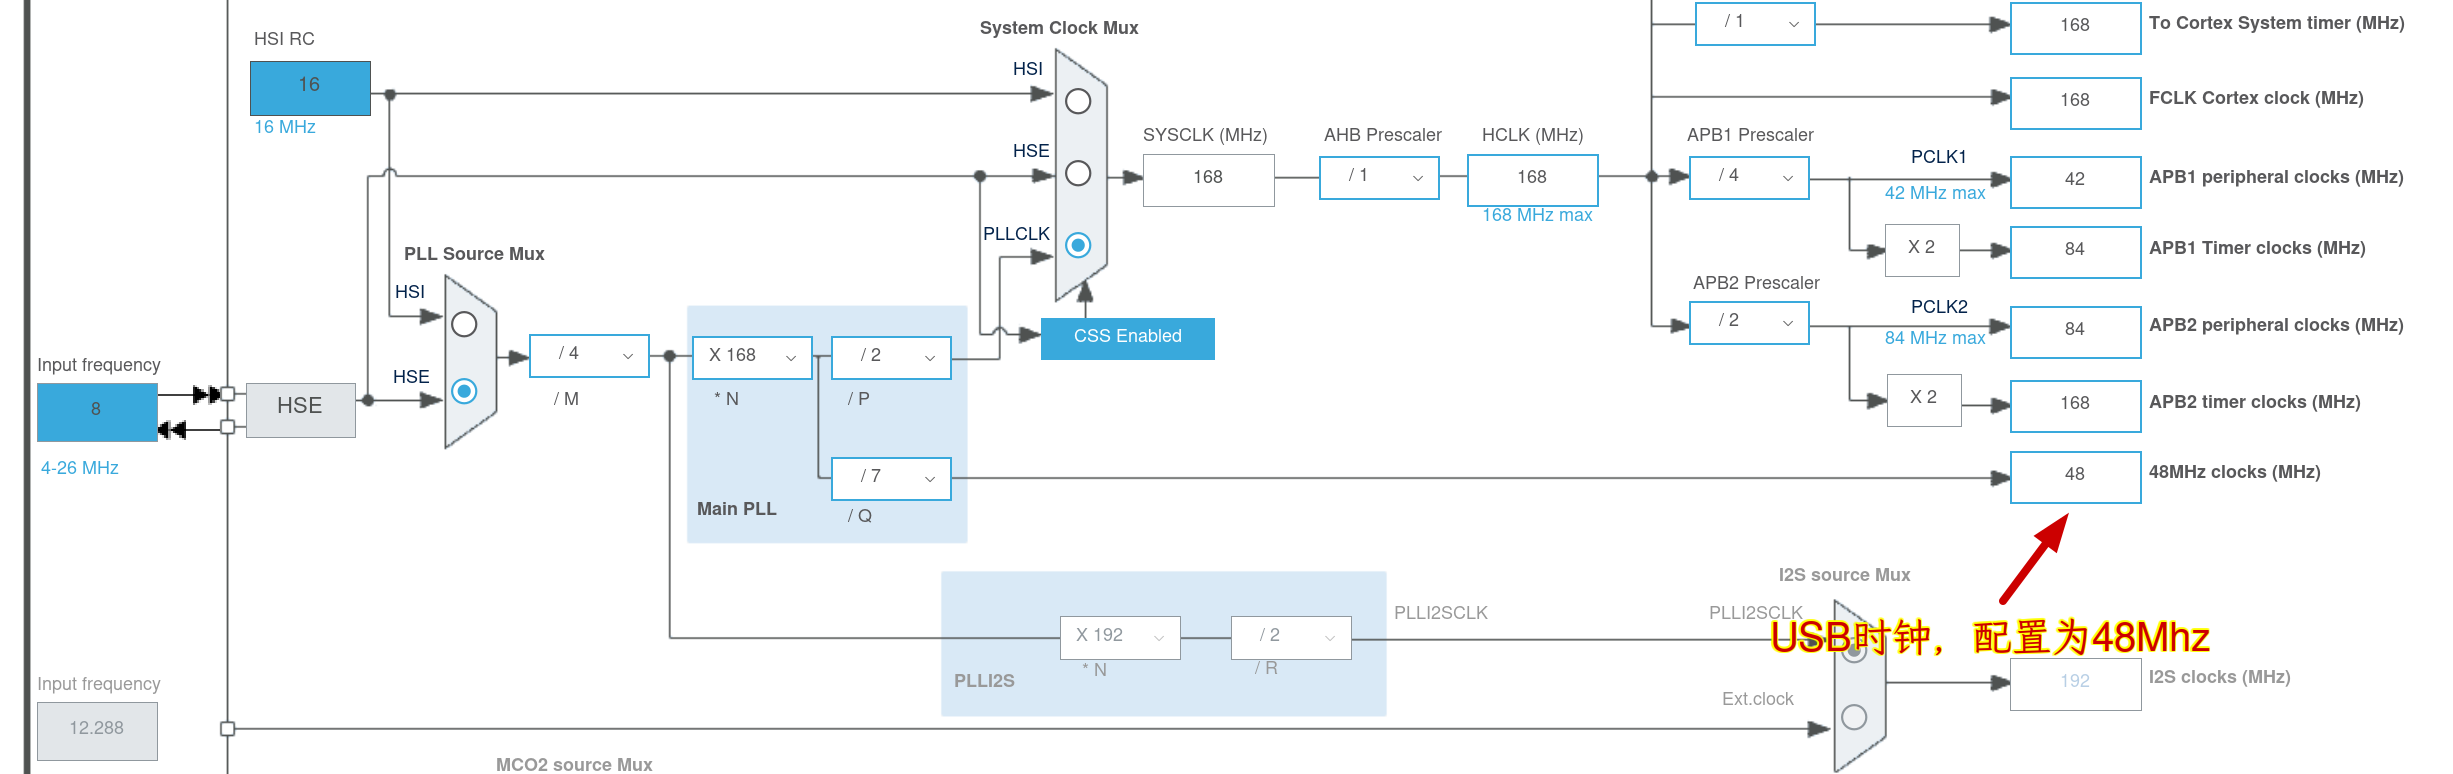 System Clock Mux
/ 1
168
To Cortex System timer (MHz)
HSI RC
16
16 MHz
HSI
168
FCLK Cortex clock (MHz)
HSE
SYSCLK (MHz)
168
AHB Prescaler
/ 1
HCLK (MHz)
168
168 MHz max
APB1 Prescaler
/ 4
PCLK1
42 MHz max
42
APB1 peripheral clocks (MHz)
PLLCLK
X 2
84
APB1 Timer clocks (MHz)
PLL Source Mux
HSI
HSE
APB2 Prescaler
/ 2
PCLK2
84 MHz max
84
APB2 peripheral clocks (MHz)
CSS Enabled
Input frequency
8
4-26 MHz
HSE
/ 4
/ M
X 168
* N
/ 2
/ P
X 2
168
APB2 timer clocks (MHz)
/ 7
/ Q
Main PLL
48
48MHz clocks (MHz)
I2S source Mux
PLLI2SCLK
PLLI2SCLK
X 192
* N
/ 2
/ R
PLLI2S
USB时钟，配置为48Mhz
192
I2S clocks (MHz)
Ext.clock
Input frequency
12.288
MCO2 source Mux